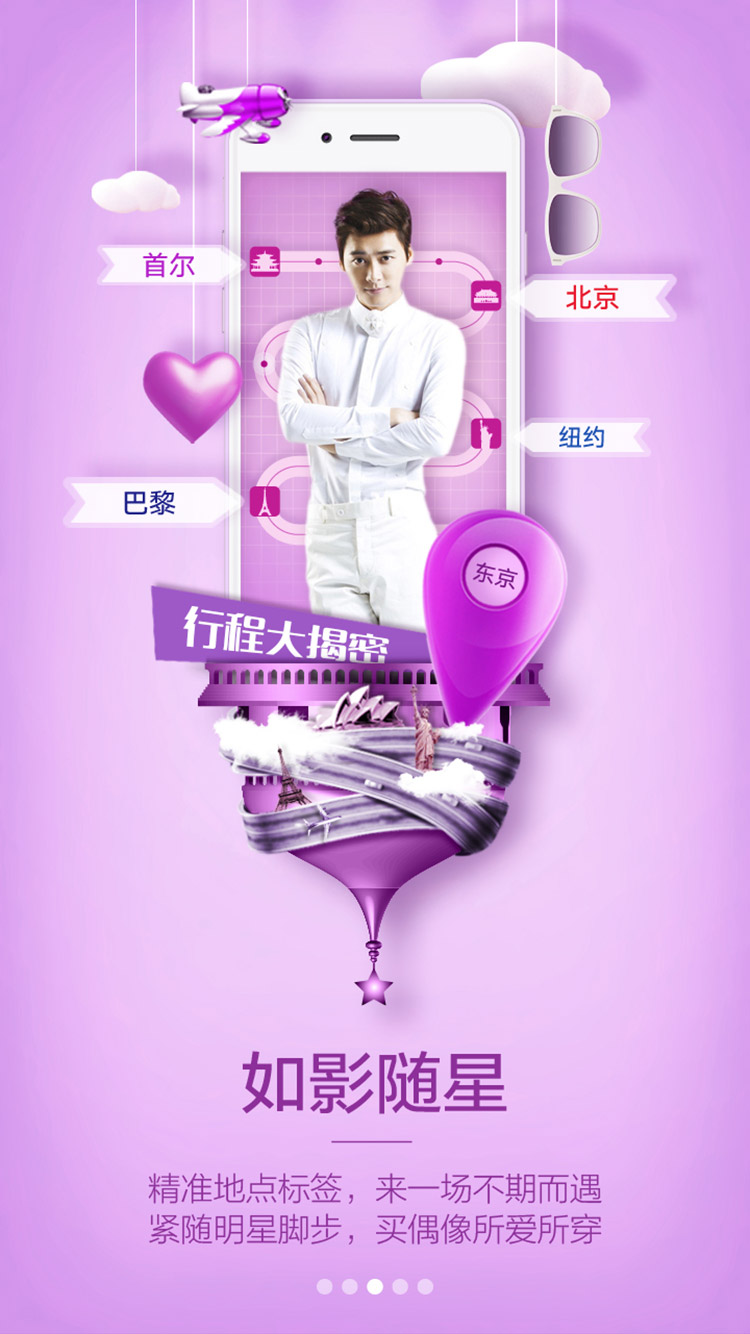 首尔
北京
纽约
巴黎
东京
行程大揭密
如影随星
精准地点标签，来一场不期而遇
紧随明星脚步，买偶像所爱所穿